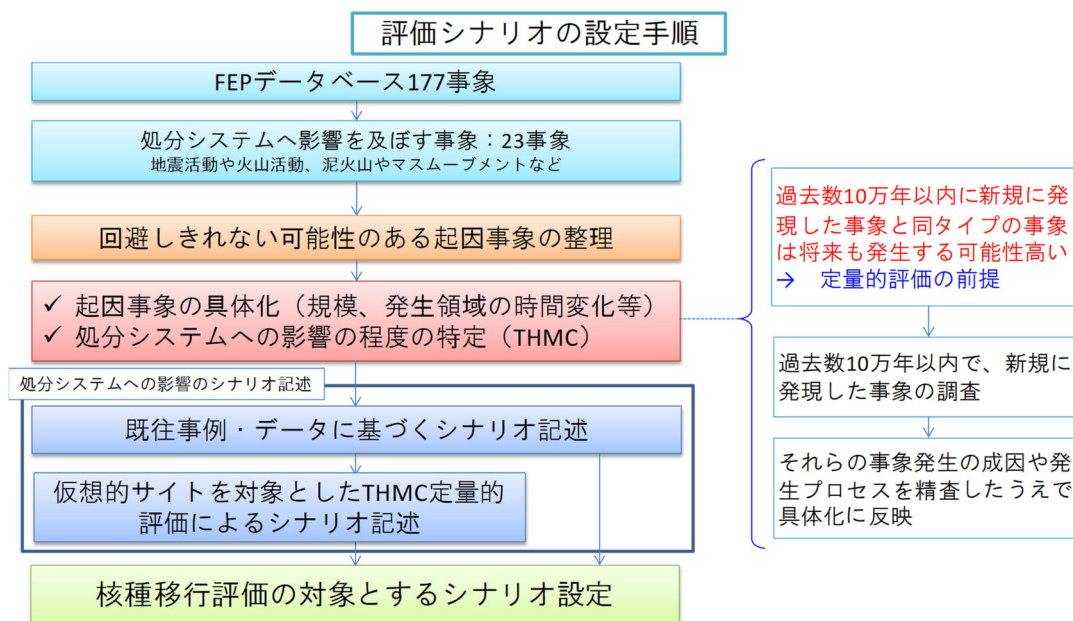 評価シナリオの設定手順
FEPデータベース177事象
処分システムへ影響を及ぼす事象：23事象
地震活動や火山活動、泥火山やマスムーブメントなど
回避しきれない可能性のある起因事象の整理
✓ 起因事象の具体化（規模、発生領域の時間変化等）
✓ 処分システムへの影響の程度の特定（THMC）
処分システムへの影響のシナリオ記述
既往事例・データに基づくシナリオ記述
仮想的サイトを対象としたTHMC定量的
評価によるシナリオ記述
核種移行評価の対象とするシナリオ設定
過去数10万年以内に新規に発
現した事象と同タイプの事象
は将来も発生する可能性高い
→ 定量的評価の前提
過去数10万年以内で、新規に
発現した事象の調査
それらの事象発生の成因や発
生プロセスを精査したうえで
具体化に反映